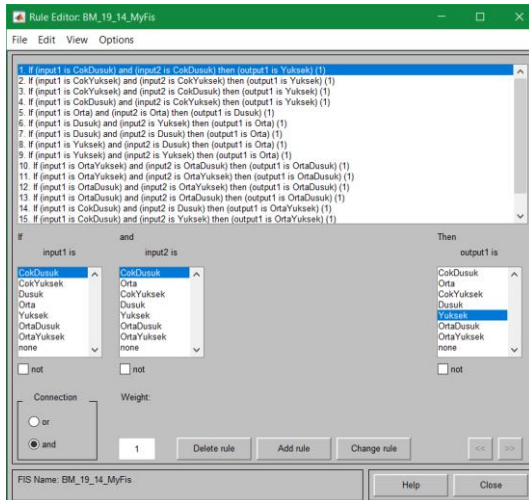 Rule Editor: BM_19_14_MyFis
File Edit View Options
1. If (input1 is CokDusuk) and (input2 is CokDusuk) then (output1 is Yuksek) (1)
2. If (input1 is CokYuksek) and (input2 is CokYuksek) then (output1 is Yuksek) (1)
3. If (input1 is CokYuksek) and (input2 is CokDusuk) then (output1 is Yuksek) (1)
4. If (input1 is CokDusuk) and (input2 is CokYuksek) then (output1 is Yuksek) (1)
5. If (input1 is Orta) and (input2 is Orta) then (output1 is Dusuk) (1)
6. If (input1 is Dusuk) and (input2 is Yuksek) then (output1 is Orta) (1)
7. If (input1 is Dusuk) and (input2 is Dusuk) then (output1 is Orta) (1)
8. If (input1 is Yuksek) and (input2 is Dusuk) then (output1 is Orta) (1)
9. If (input1 is Yuksek) and (input2 is Yuksek) then (output1 is Orta) (1)
10. If (input1 is OrtaYuksek) and (input2 is OrtaDusuk) then (output1 is OrtaDusuk) (1)
11. If (input1 is OrtaYuksek) and (input2 is OrtaYuksek) then (output1 is OrtaDusuk) (1)
12. If (input1 is OrtaDusuk) and (input2 is OrtaYuksek) then (output1 is OrtaDusuk) (1)
13. If (input1 is OrtaDusuk) and (input2 is OrtaDusuk) then (output1 is OrtaDusuk) (1)
14. If (input1 is CokDusuk) and (input2 is Dusuk) then (output1 is OrtaYuksek) (1)
15. If (input1 is CokDusuk) and (input2 is Yuksek) then (output1 is OrtaYuksek) (1)
If and Then
input1 is input2 is output1 is
CokDusuk
CokYuksek
Dusuk
Orta
Yuksek
OrtaDusuk
OrtaYuksek
none
CokDusuk
Orta
CokYuksek
Dusuk
Yuksek
OrtaDusuk
OrtaYuksek
none
CokDusuk
Orta
CokYuksek
Dusuk
Yuksek
OrtaDusuk
OrtaYuksek
none
not not not
Connection Weight:
or
and 1 Delete rule Add rule Change rule << >>
FIS Name: BM_19_14_MyFis Help Close